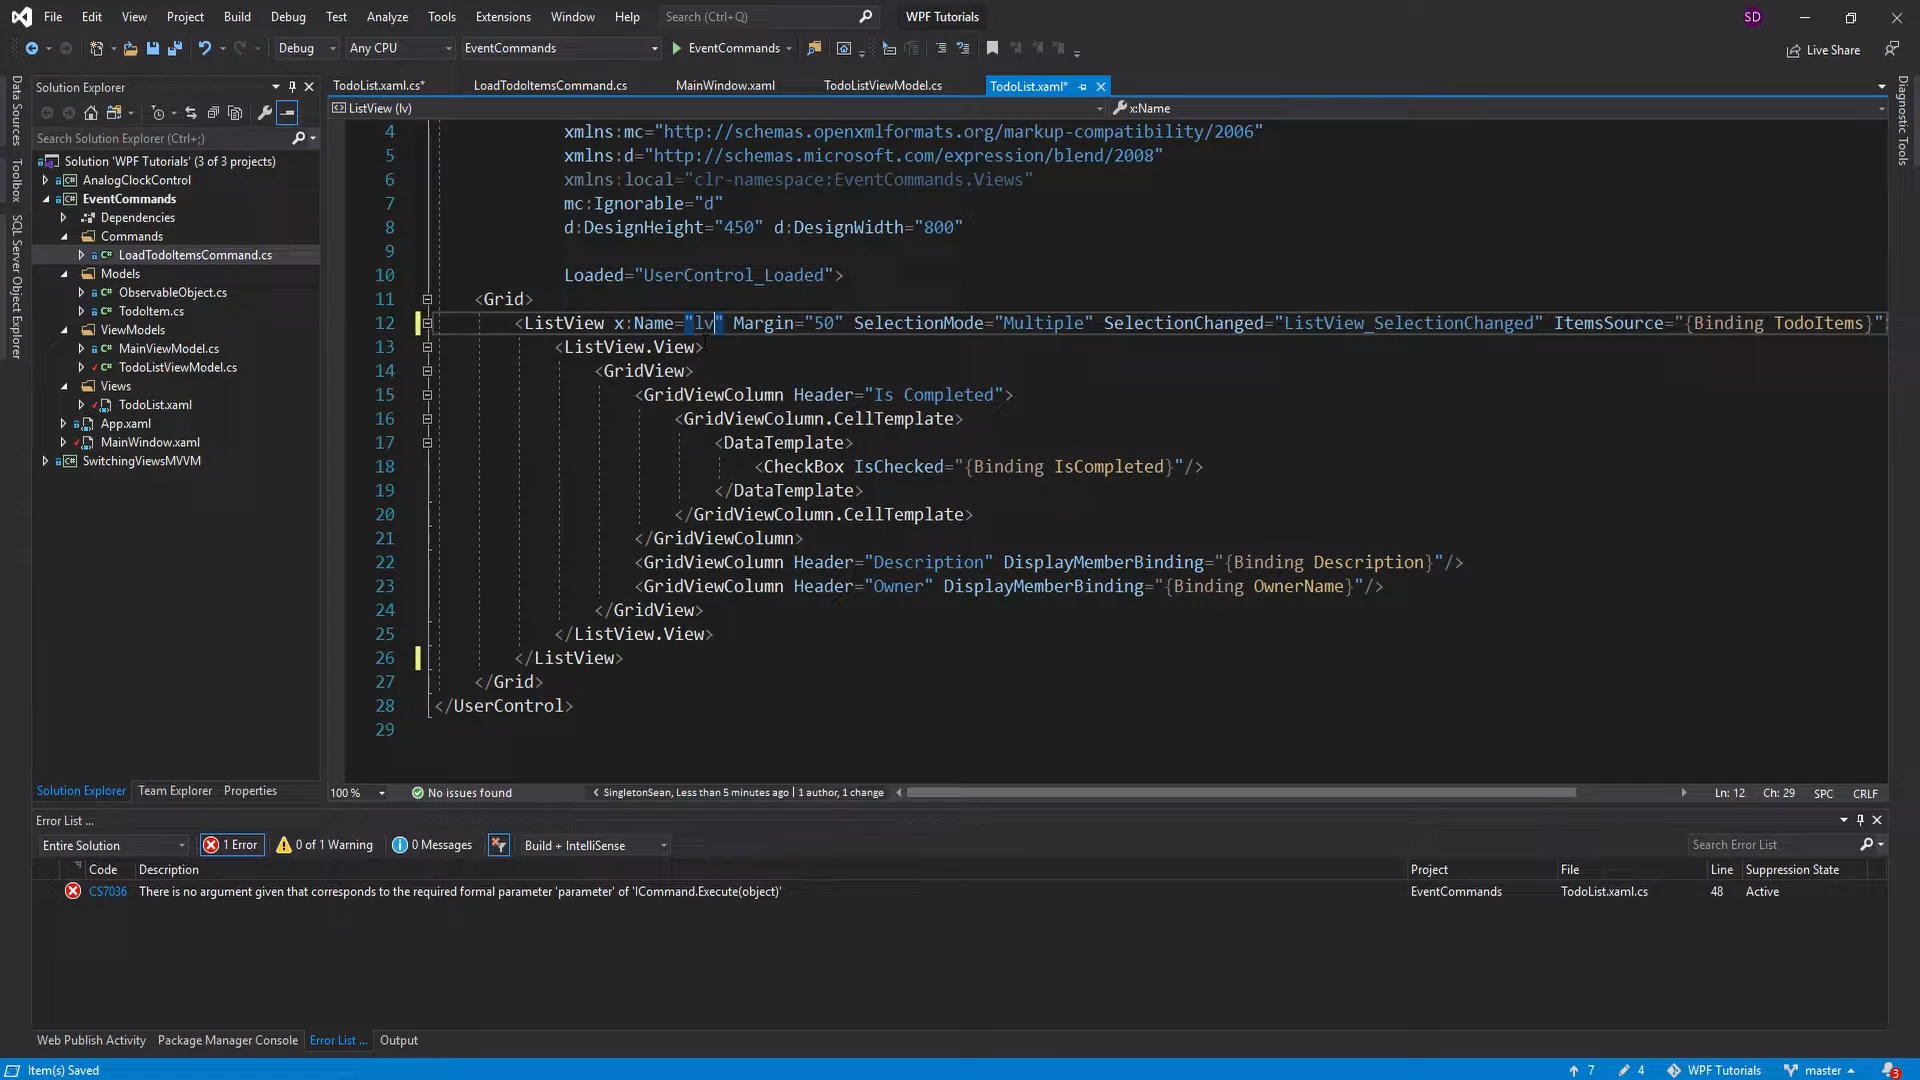 File Edit View Project Build Debug Test Analyze Tools Extensions Window Help Search (Ctrl+Q) WPF Tutorials SD
Debug Any CPU EventCommands EventCommands Live Share
Data Sources
Toolbox
SQL Server Object Explorer
Solution Explorer
Search Solution Explorer (Ctrl+;)
Solution 'WPF Tutorials' (3 of 3 projects)
AnalogClockControl
EventCommands
Dependencies
Commands
LoadTodoItemsCommand.cs
Models
ObservableObject.cs
TodoItem.cs
ViewModels
MainViewModel.cs
TodoListViewModel.cs
Views
TodoList.xaml
App.xaml
MainWindow.xaml
SwitchingViewsMVVM
Solution Explorer Team Explorer Properties
TodoList.xaml.cs* LoadTodoItemsCommand.cs MainWindow.xaml TodoListViewModel.cs TodoList.xaml*
ListView (lv) x:Name
4 xmlns:mc="http://schemas.openxmlformats.org/markup-compatibility/2006"
5 xmlns:d="http://schemas.microsoft.com/expression/blend/2008"
6 xmlns:local="clr-namespace:EventCommands.Views"
7 mc:Ignorable="d"
8 d:DesignHeight="450" d:DesignWidth="800"
9
10 Loaded="UserControl_Loaded">
11 <Grid>
12 <ListView x:Name="lv" Margin="50" SelectionMode="Multiple" SelectionChanged="ListView_SelectionChanged" ItemsSource="{Binding TodoItems}"
13 <ListView.View>
14 <GridView>
15 <GridViewColumn Header="Is Completed">
16 <GridViewColumn.CellTemplate>
17 <DataTemplate>
18 <CheckBox IsChecked="{Binding IsCompleted}"/>
19 </DataTemplate>
20 </GridViewColumn.CellTemplate>
21 </GridViewColumn>
22 <GridViewColumn Header="Description" DisplayMemberBinding="{Binding Description}"/>
23 <GridViewColumn Header="Owner" DisplayMemberBinding="{Binding OwnerName}"/>
24 </GridView>
25 </ListView.View>
26 </ListView>
27 </Grid>
28 </UserControl>
29
100 % No issues found SingletonSean, Less than 5 minutes ago | 1 author, 1 change Ln: 12 Ch: 29 SPC CRLF
Diagnostic Tools
Error List ...
Entire Solution 1 Error 0 of 1 Warning 0 Messages Build + IntelliSense Search Error List
Code Description Project File Line Suppression State
CS7036 There is no argument given that corresponds to the required formal parameter 'parameter' of 'ICommand.Execute(object)' EventCommands TodoList.xaml.cs 48 Active
Web Publish Activity Package Manager Console Error List ... Output
Item(s) Saved 7 4 WPF Tutorials master 3